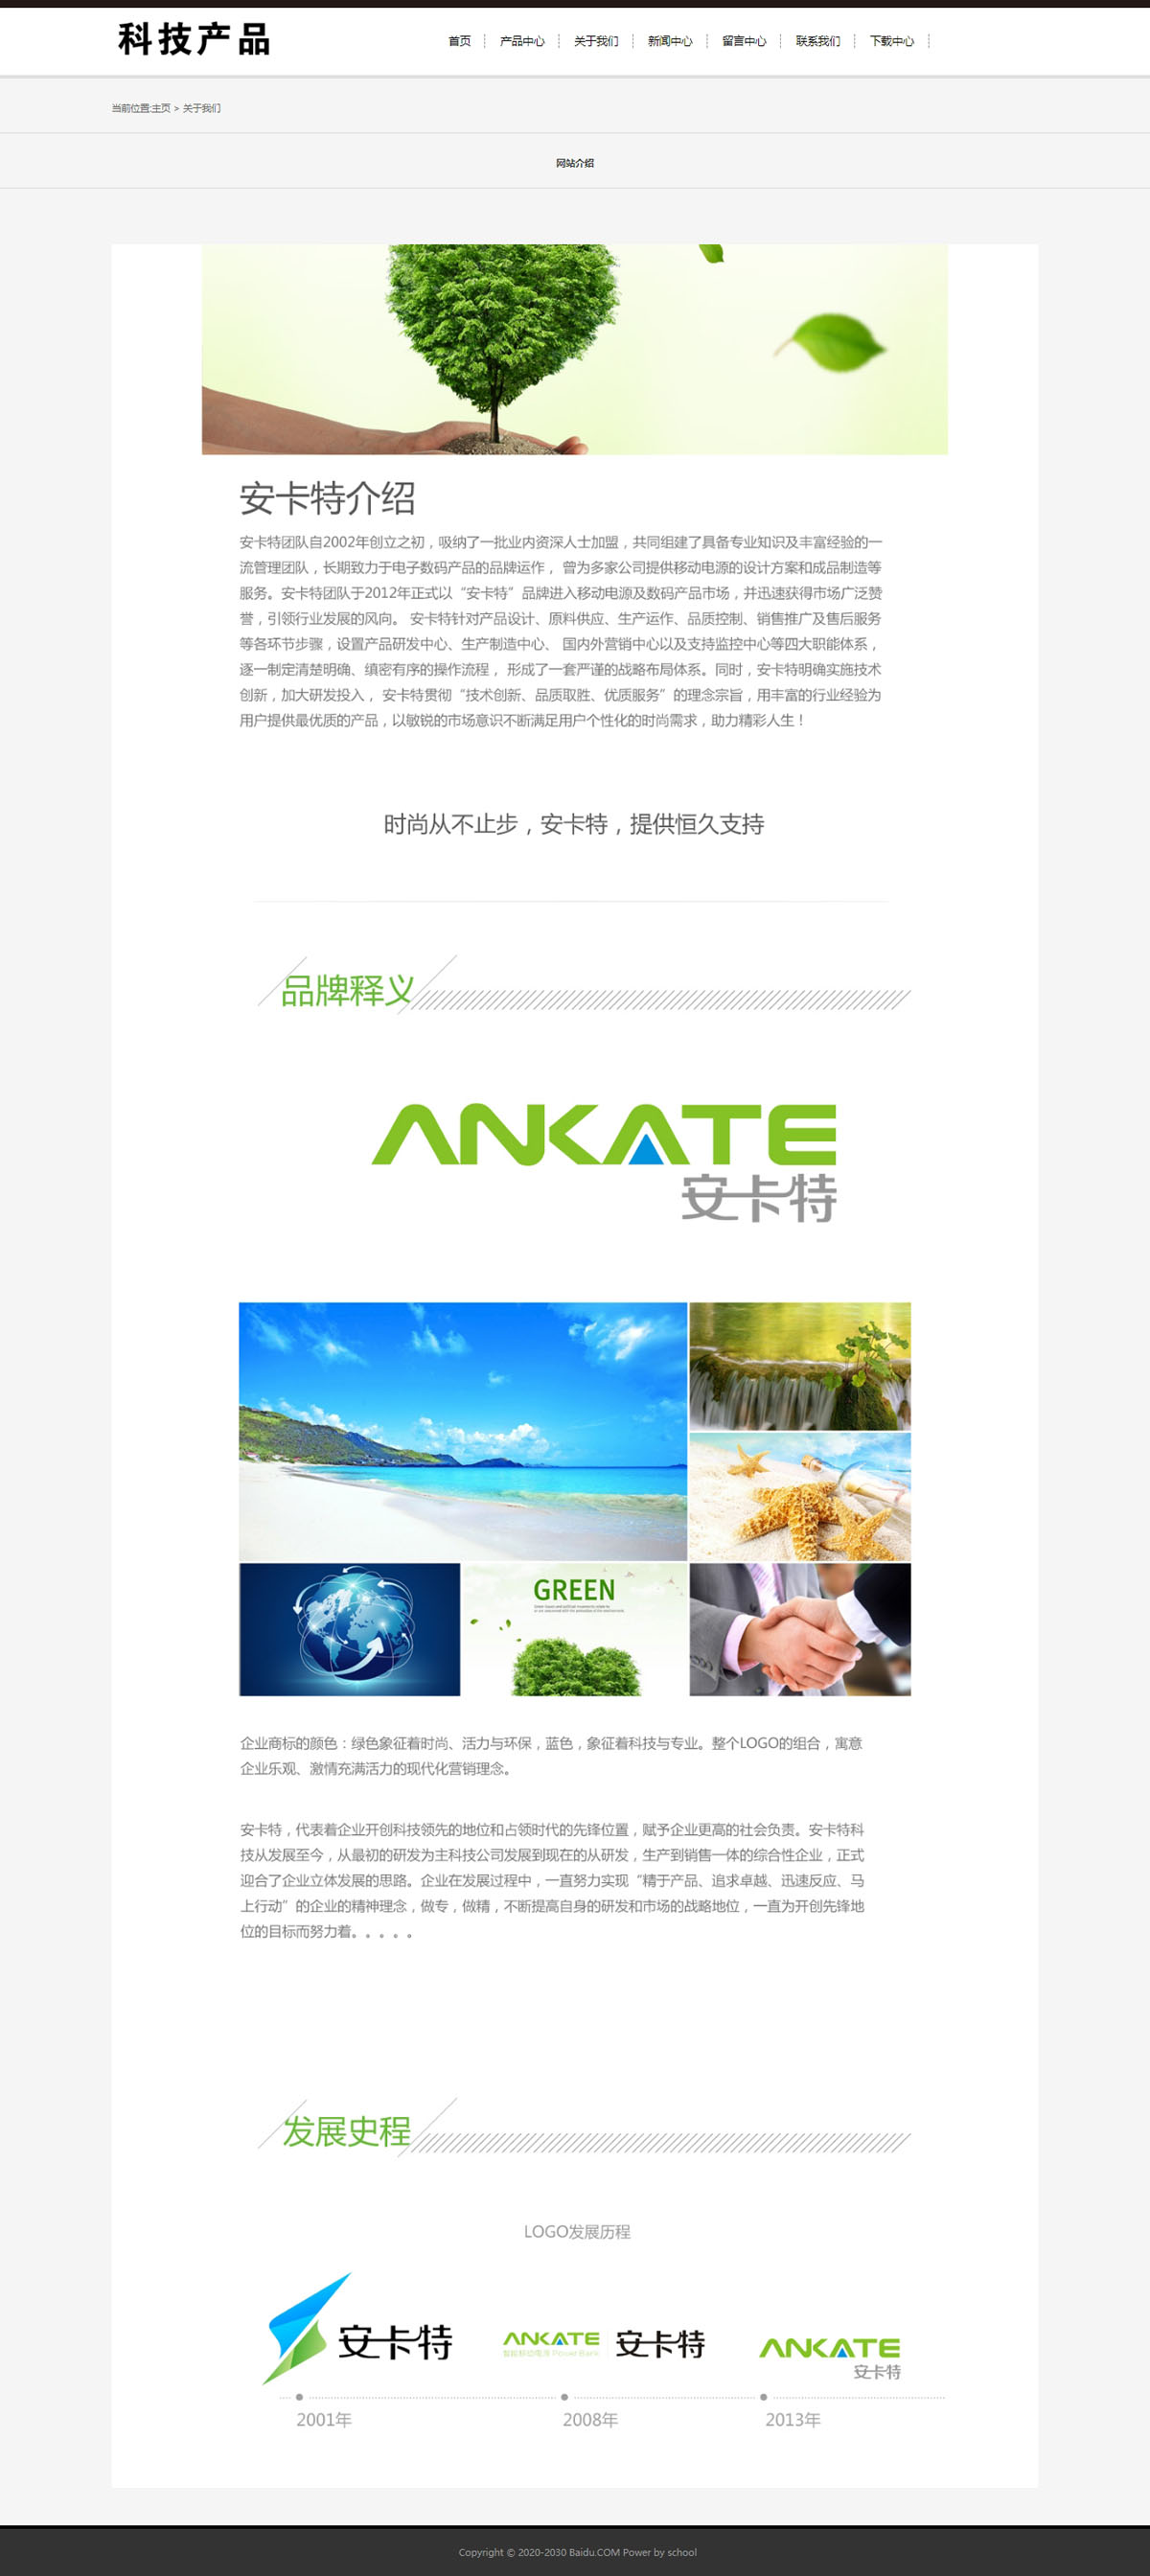 科技产品
首页
产品中心
关于我们
新闻中心
留言中心
联系我们
下载中心
当前位置:主页 > 关于我们
网站介绍
安卡特介绍
安卡特团队自2002年创立之初，吸纳了一批业内资深人士加盟，共同组建了具备专业知识及丰富经验的一
流管理团队，长期致力于电子数码产品的品牌运作， 曾为多家公司提供移动电源的设计方案和成品制造等
服务。安卡特团队于2012年正式以“安卡特”品牌进入移动电源及数码产品市场，并迅速获得市场广泛赞
誉，引领行业发展的风向。 安卡特针对产品设计、原料供应、生产运作、品质控制、销售推广及售后服务
等各环节步骤，设置产品研发中心、生产制造中心、 国内外营销中心以及支持监控中心等四大职能体系，
逐一制定清楚明确、缜密有序的操作流程， 形成了一套严谨的战略布局体系。同时，安卡特明确实施技术
创新，加大研发投入， 安卡特贯彻“技术创新、品质取胜、优质服务”的理念宗旨，用丰富的行业经验为
用户提供最优质的产品，以敏锐的市场意识不断满足用户个性化的时尚需求，助力精彩人生！
时尚从不止步，安卡特，提供恒久支持
品牌释义
ANKATE
安卡特
GREEN
企业商标的颜色：绿色象征着时尚、活力与环保，蓝色，象征着科技与专业。整个LOGO的组合，寓意
企业乐观、激情充满活力的现代化营销理念。
安卡特，代表着企业开创科技领先的地位和占领时代的先锋位置，赋予企业更高的社会负责。安卡特科
技从发展至今，从最初的研发为主科技公司发展到现在的从研发，生产到销售一体的综合性企业，正式
迎合了企业立体发展的思路。企业在发展过程中，一直努力实现“精于产品、追求卓越、迅速反应、马
上行动”的企业的精神理念，做专，做精，不断提高自身的研发和市场的战略地位，一直为开创先锋地
位的目标而努力着。。。。。
发展史程
LOGO发展历程
安卡特
ANKATE
智能移动电源 Power Bank
安卡特
ANKATE
安卡特
2001年
2008年
2013年
Copyright © 2020-2030 Baidu.COM Power by school